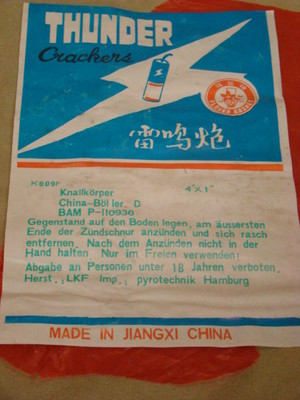 THUNDER
Crackers
雷鸣炮
K809F
4"X1"
Knallkörper
China-Böller. D
BAM P-II0936
Gegenstand auf den Boden legen, am äussersten
Ende der Zündschnur anzünden und sich rasch
entfernen. Nach dem Anzünden nicht in der
Hand halten. Nur im Freien verwenden:
Abgabe an Personen unter 18 Jahren verboten.
Herst.:LKF Imp., pyrotechnik Hamburg
MADE IN JIANGXI CHINA